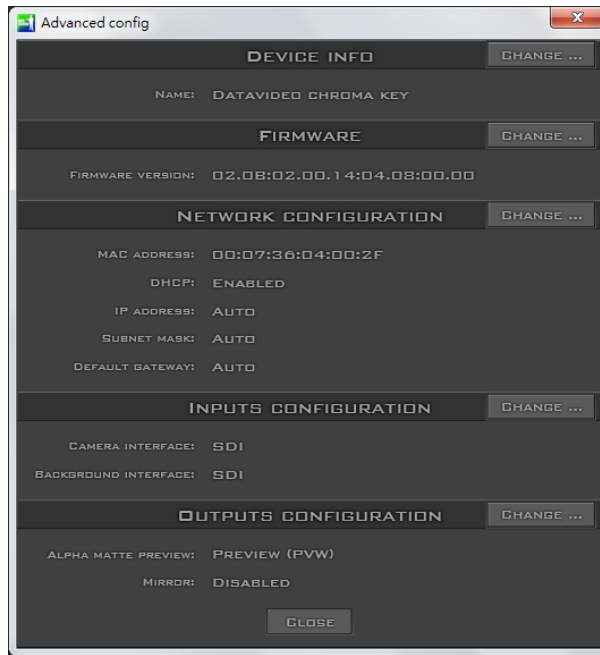 Advanced config
DEVICE INFO CHANGE ...
NAME: DATAVIDEO CHROMA KEY
FIRMWARE CHANGE ...
FIRMWARE VERSION: 02.0B:02.00.14:04.08:00.00
NETWORK CONFIGURATION CHANGE ...
MAC ADDRESS: 00:07:36:04:00:2F
DHCP: ENABLED
IP ADDRESS: AUTO
SUBNET MASK: AUTO
DEFAULT GATEWAY: AUTO
INPUTS CONFIGURATION CHANGE ...
CAMERA INTERFACE: SDI
BACKGROUND INTERFACE: SDI
OUTPUTS CONFIGURATION CHANGE ...
ALPHA MATTE PREVIEW: PREVIEW (PVW)
MIRROR: DISABLED
CLOSE